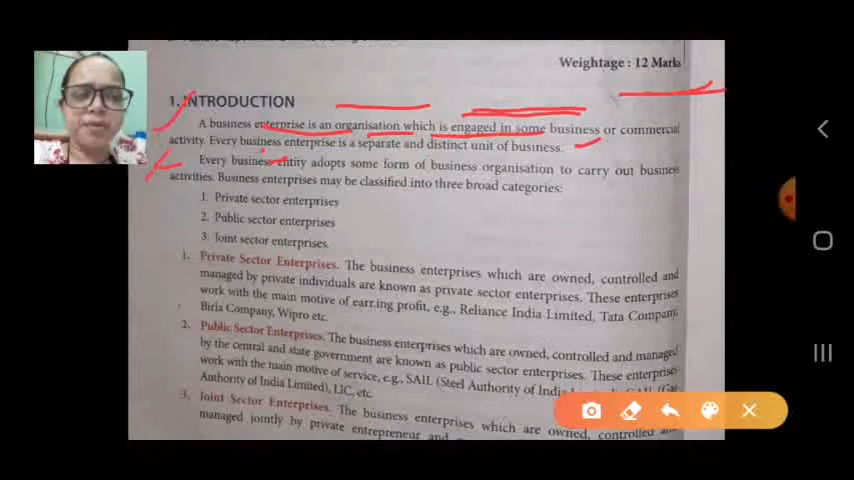 Weightage : 12 Marks
1. INTRODUCTION
A business enterprise is an organisation which is engaged in some business or commercial
activity. Every business enterprise is a separate and distinct unit of business.
Every business entity adopts some form of business organisation to carry out business
activities. Business enterprises may be classified into three broad categories:
1. Private sector enterprises
2. Public sector enterprises
3. Joint sector enterprises.
1. Private Sector Enterprises. The business enterprises which are owned, controlled and
managed by private individuals are known as private sector enterprises. These enterprises
work with the main motive of earning profit, e.g., Reliance India Limited, Tata Company,
Birla Company, Wipro etc.
2. Public Sector Enterprises. The business enterprises which are owned, controlled and managed
by the central and state government are known as public sector enterprises. These enterprises
work with the main motive of service, e.g., SAIL (Steel Authority of India
Authority of India Limited), LIC, etc.
3. Joint Sector Enterprises. The business enterprises which are owned, controlled and
managed jointly by private entrepreneur and